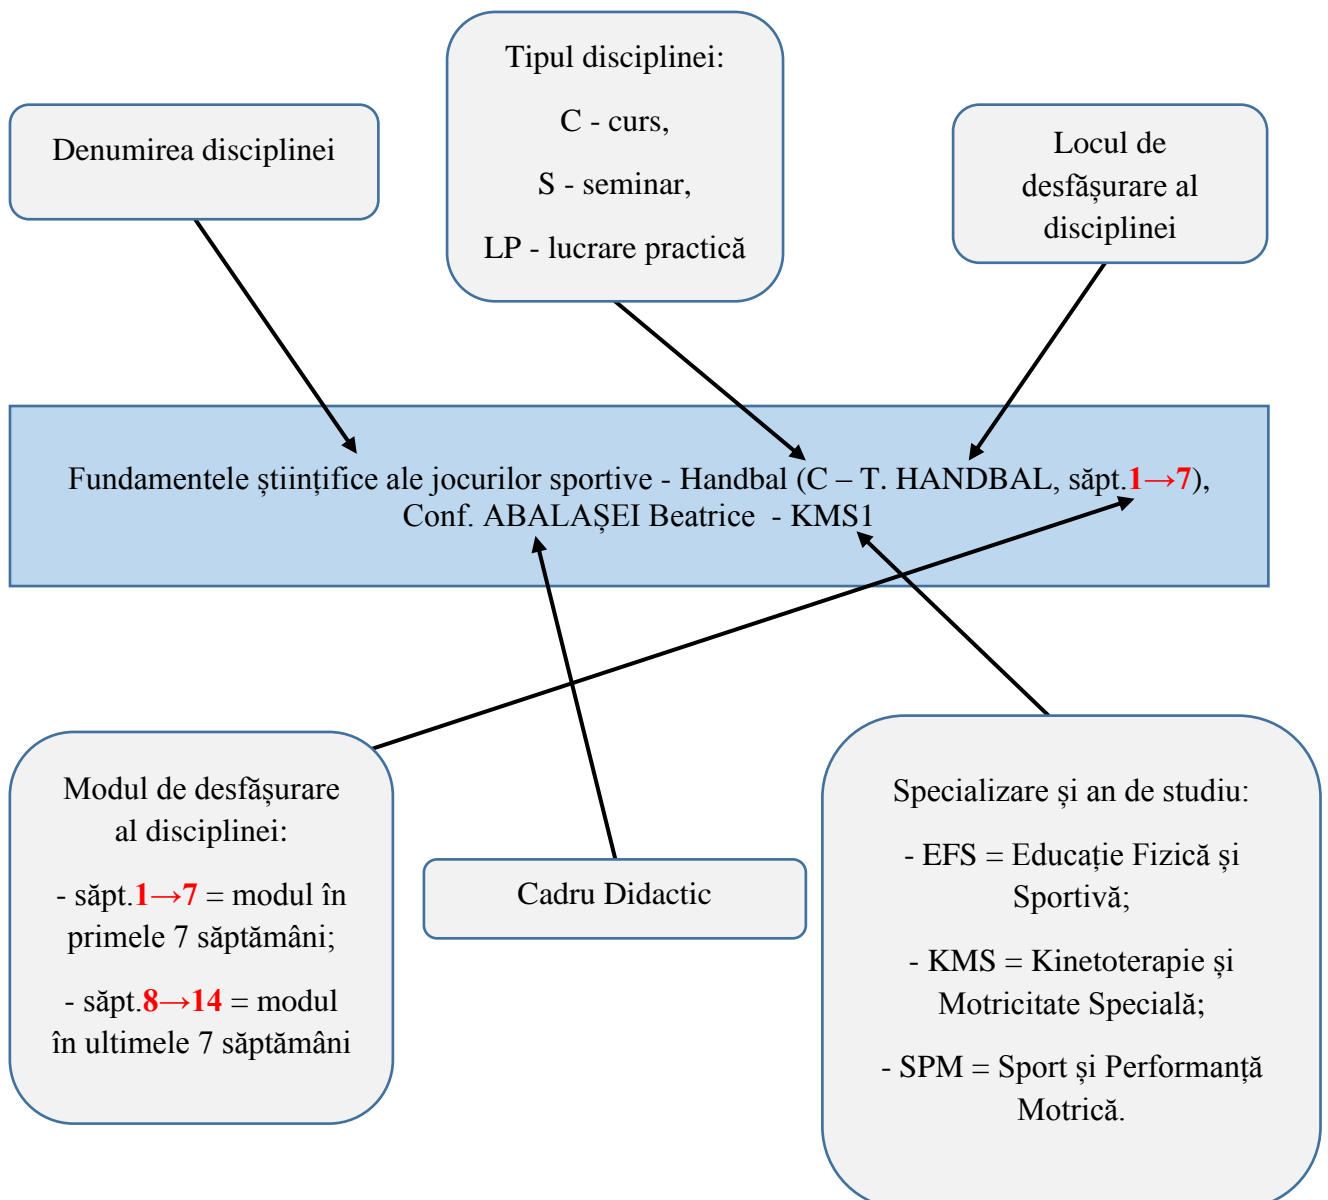 Tipul disciplinei:
C - curs,
S - seminar,
LP - lucrare practică
Denumirea disciplinei
Locul de
desfășurare al
disciplinei
Fundamentele științifice ale jocurilor sportive - Handbal (C – T. HANDBAL, săpt.1→7),
Conf. ABALAȘEI Beatrice - KMS1
Modul de desfășurare
al disciplinei:
- săpt.1→7 = modul în
primele 7 săptămâni;
- săpt.8→14 = modul
în ultimele 7 săptămâni
Cadru Didactic
Specializare și an de studiu:
- EFS = Educație Fizică și
Sportivă;
- KMS = Kinetoterapie și
Motricitate Specială;
- SPM = Sport și Performanță
Motrică.